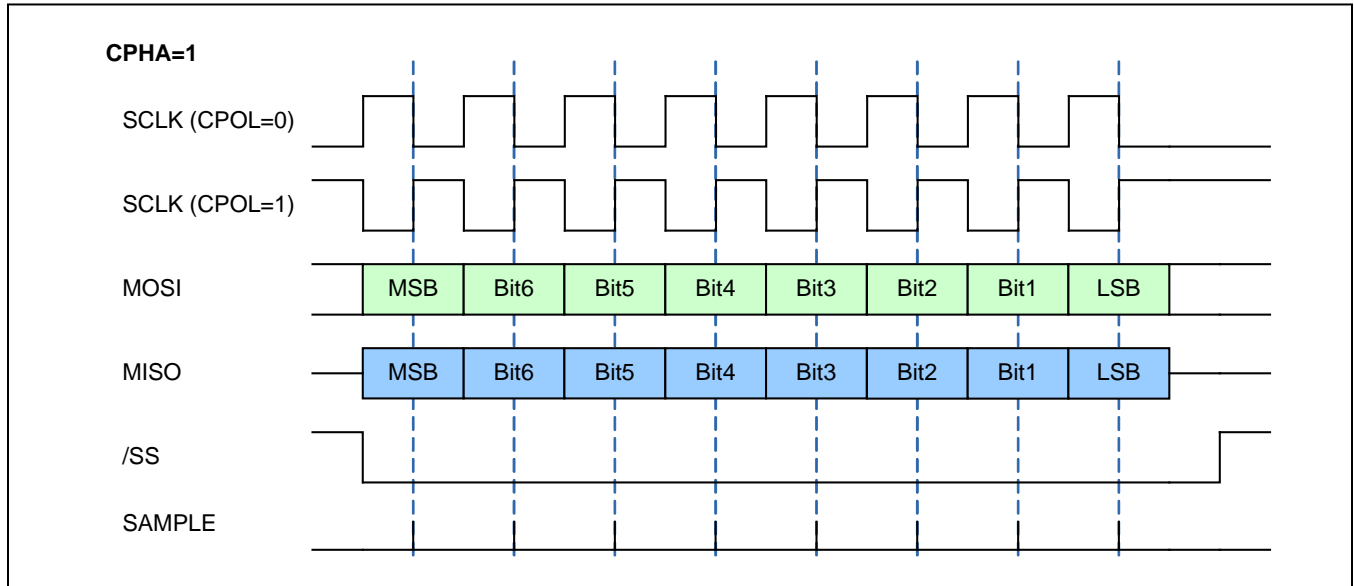 CPHA=1
SCLK (CPOL=0)
SCLK (CPOL=1)
MOSI MSB Bit6 Bit5 Bit4 Bit3 Bit2 Bit1 LSB
MISO MSB Bit6 Bit5 Bit4 Bit3 Bit2 Bit1 LSB
/SS
SAMPLE